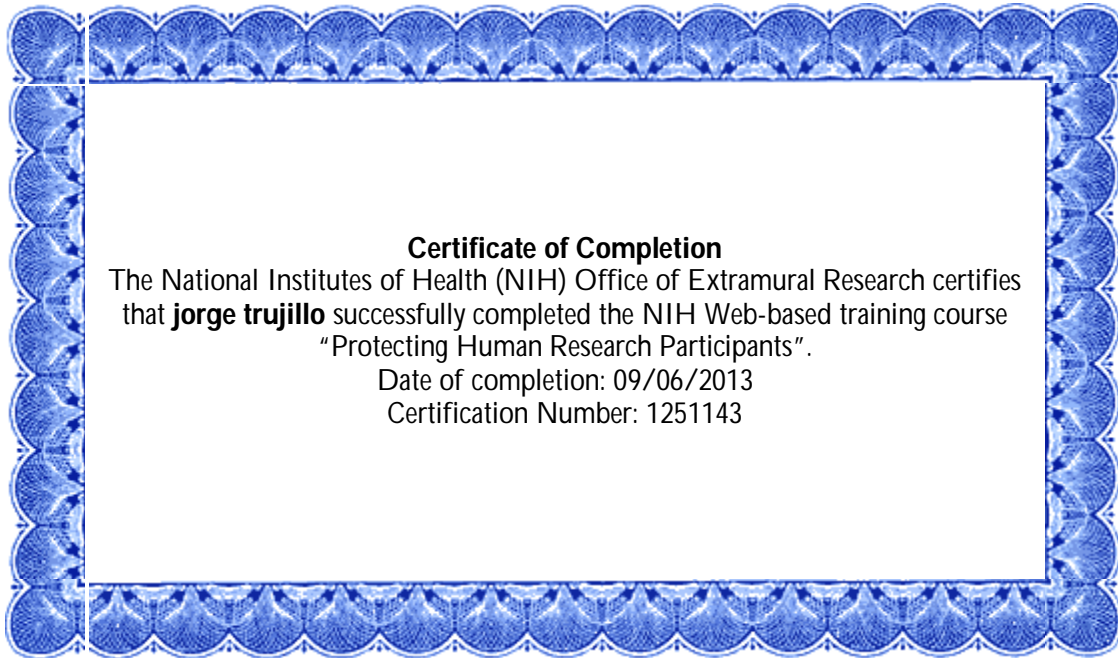 Certificate of Completion
The National Institutes of Health (NIH) Office of Extramural Research certifies
that jorge trujillo successfully completed the NIH Web-based training course
“Protecting Human Research Participants”.
Date of completion: 09/06/2013
Certification Number: 1251143